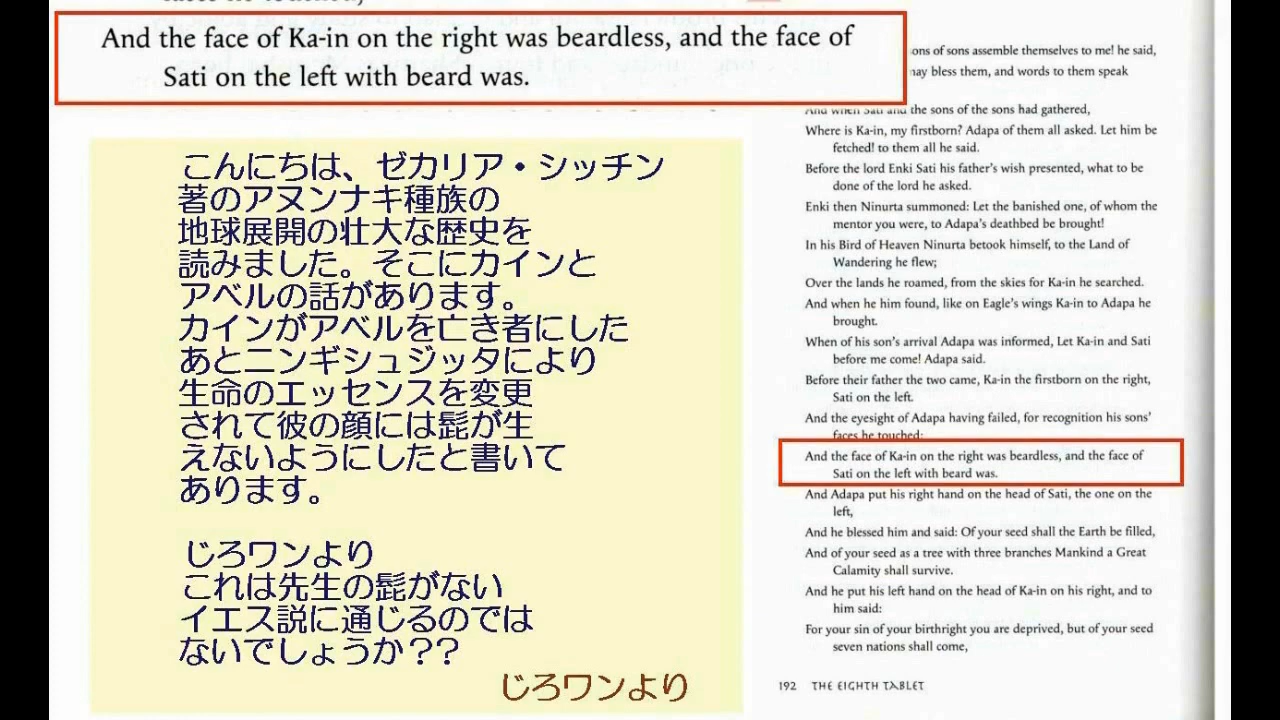 And the face of Ka-in on the right was beardless, and the face of
Sati on the left with beard was.
こんにちは、ゼカリア・シッチン
著のアヌンナキ種族の
地球展開の壮大な歴史を
読みました。そこにカインと
アベルの話があります。
カインがアベルを亡き者にした
あとニンギシュジッダにより
生命のエッセンスを変更
されて彼の顔には髭が生
えないようにしたと書いて
あります。
じろワンより
これは先生の髭がない
イエス説に通じるのでは
ないでしょうか??
じろワンより
ons of sons assemble themselves to me! he said,
may bless them, and words to them speak
And when Sati and the sons of the sons had gathered,
Where is Ka-in, my firstborn? Adapa of them all asked. Let him be
fetched! to them all he said.
Before the lord Enki Sati his father's wish presented, what to be
done of the lord he asked.
Enki then Ninurta summoned: Let the banished one, of whom the
mentor you were, to Adapa's deathbed be brought!
In his Bird of Heaven Ninurta betook himself, to the Land of
Wandering he flew;
Over the lands he roamed, from the skies for Ka-in he searched.
And when he him found, like on Eagle's wings Ka-in to Adapa he
brought.
When of his son's arrival Adapa was informed, Let Ka-in and Sati
before me come! Adapa said.
Before their father the two came, Ka-in the firstborn on the right,
Sati on the left.
And the eyesight of Adapa having failed, for recognition his sons'
faces he touched;
And the face of Ka-in on the right was beardless, and the face of
Sati on the left with beard was.
And Adapa put his right hand on the head of Sati, the one on the
left,
And he blessed him and said: Of your seed shall the Earth be filled,
And of your seed as a tree with three branches Mankind a Great
Calamity shall survive.
And he put his left hand on the head of Ka-in on his right, and to
him said:
For your sin of your birthright you are deprived, but of your seed
seven nations shall come,
192 THE EIGHTH TABLET